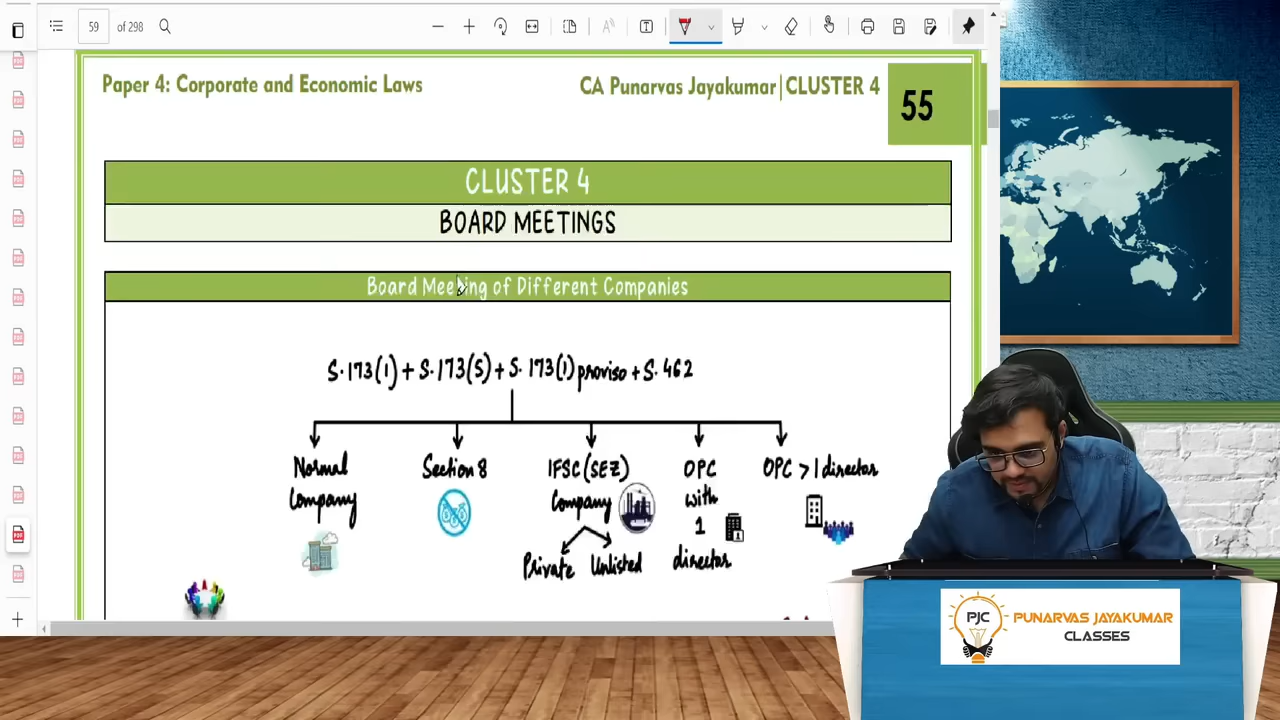 59 of 298
Paper 4: Corporate and Economic Laws
CA Punarvas Jayakumar|CLUSTER 4
55
CLUSTER 4
BOARD MEETINGS
Board Meeting of Different Companies
S.173(1) + S.173(5) + S.173(1) proviso + S.462
Normal Company
Section 8
IFSC(SEZ) Company
Private
Unlisted
OPC with 1 director
OPC > 1 director
PJC
PUNARVAS JAYAKUMAR
CLASSES